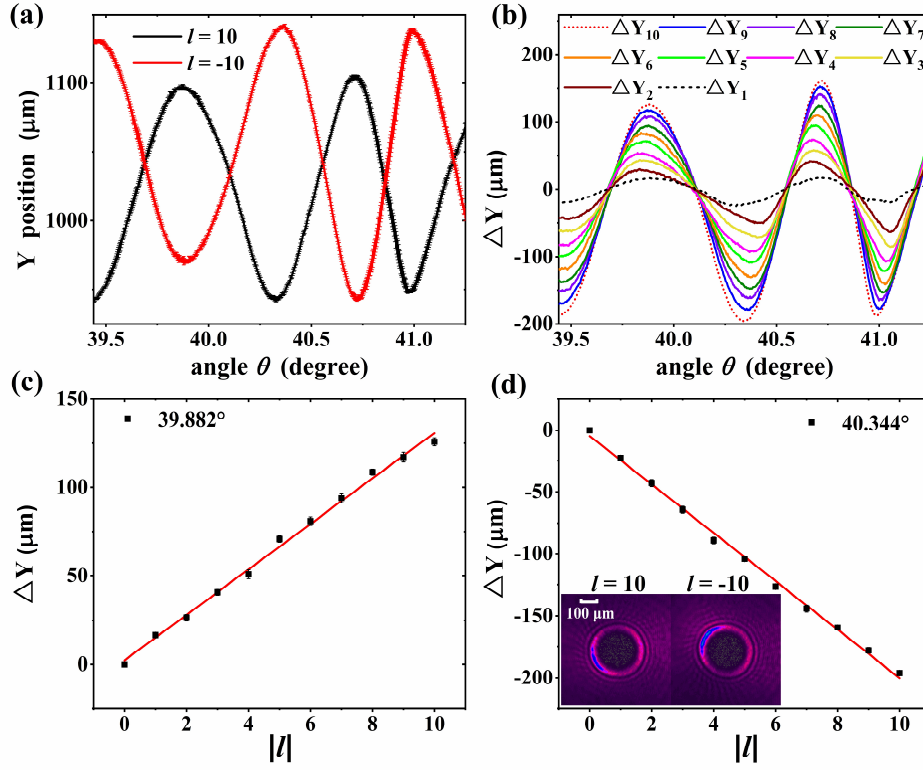 (a)
l = 10
l = -10
1100
1000
Y position (μm)
39.5 40.0 40.5 41.0
angle θ (degree)
(b)
△Y₁₀ △Y₉ △Y₈ △Y₇
△Y₆ △Y₅ △Y₄ △Y₃
△Y₂ △Y₁
200
100
0
-100
-200
△Y (μm)
39.5 40.0 40.5 41.0
angle θ (degree)
(c)
39.882°
150
100
50
0
△Y (μm)
0 2 4 6 8 10
|l|
(d)
40.344°
0
-50
-100
-150
-200
△Y (μm)
l = 10 l = -10
100 μm
0 2 4 6 8 10
|l|